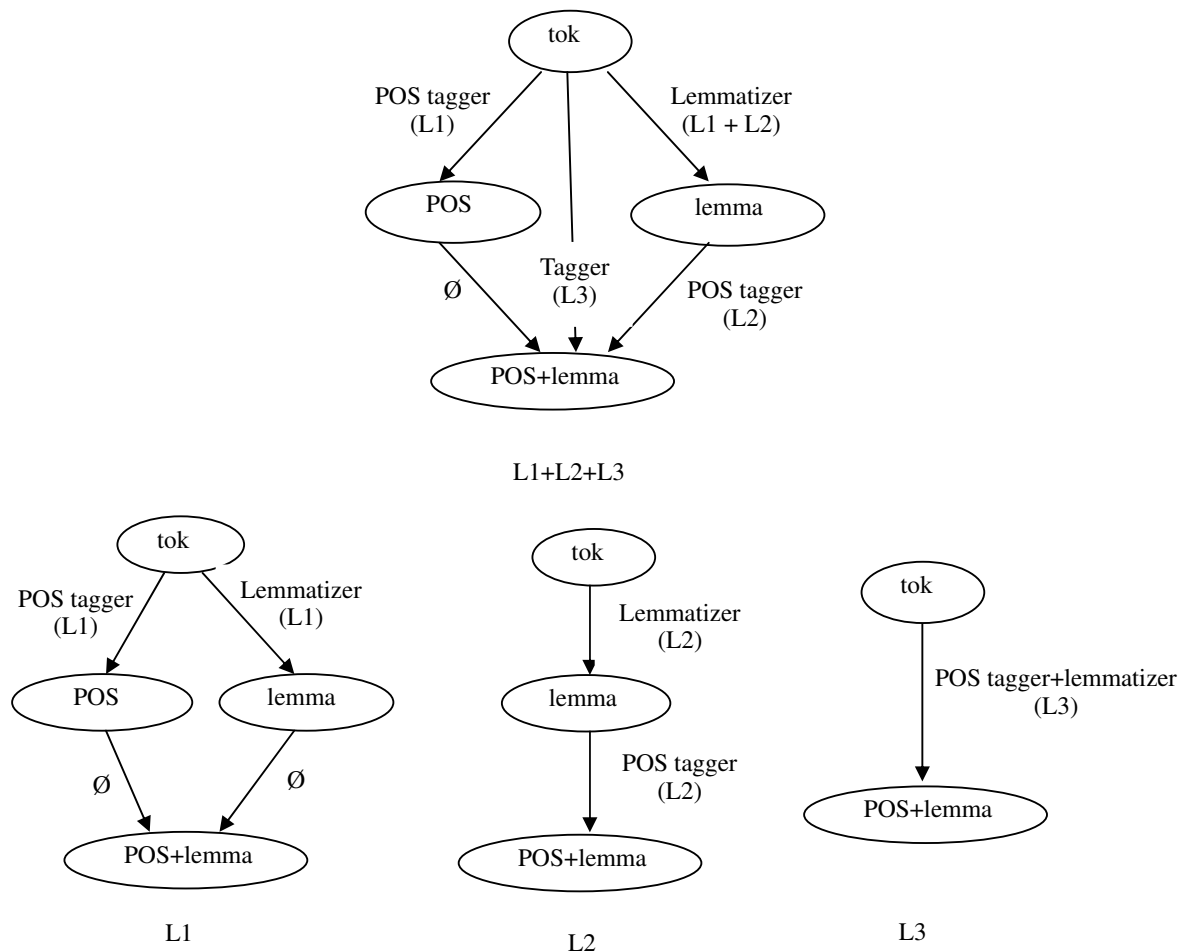 tok
POS tagger
(L1)
Lemmatizer
(L1 + L2)
POS
lemma
Ø
Tagger
(L3)
POS tagger
(L2)
POS+lemma
L1+L2+L3
tok
POS tagger
(L1)
Lemmatizer
(L1)
POS
lemma
Ø
Ø
POS+lemma
L1
tok
Lemmatizer
(L2)
lemma
POS tagger
(L2)
POS+lemma
L2
tok
POS tagger+lemmatizer
(L3)
POS+lemma
L3